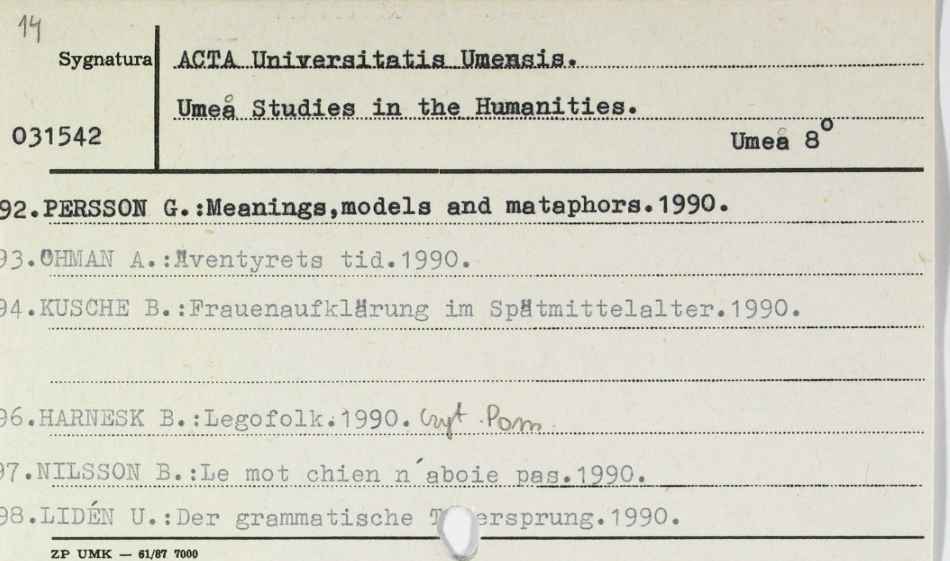 14
Sygnatura
ACTA Universitatis Umensis.
Umeå Studies in the Humanities.
031542
Umeå 8°
92.PERSSON G.:Meanings,models and mataphors.1990.
93.ÖHMAN A.:Äventyrets tid.1990.
94.KUSCHE B.:Frauenaufklärung im Spätmittelalter.1990.
96.HARNESK B.:Legofolk.1990. Czyt. Pom
97.NILSSON B.:Le mot chien n´aboie pas.1990.
98.LIDÉN U.:Der grammatische 1990.
ZP UMK — 61/87 7000